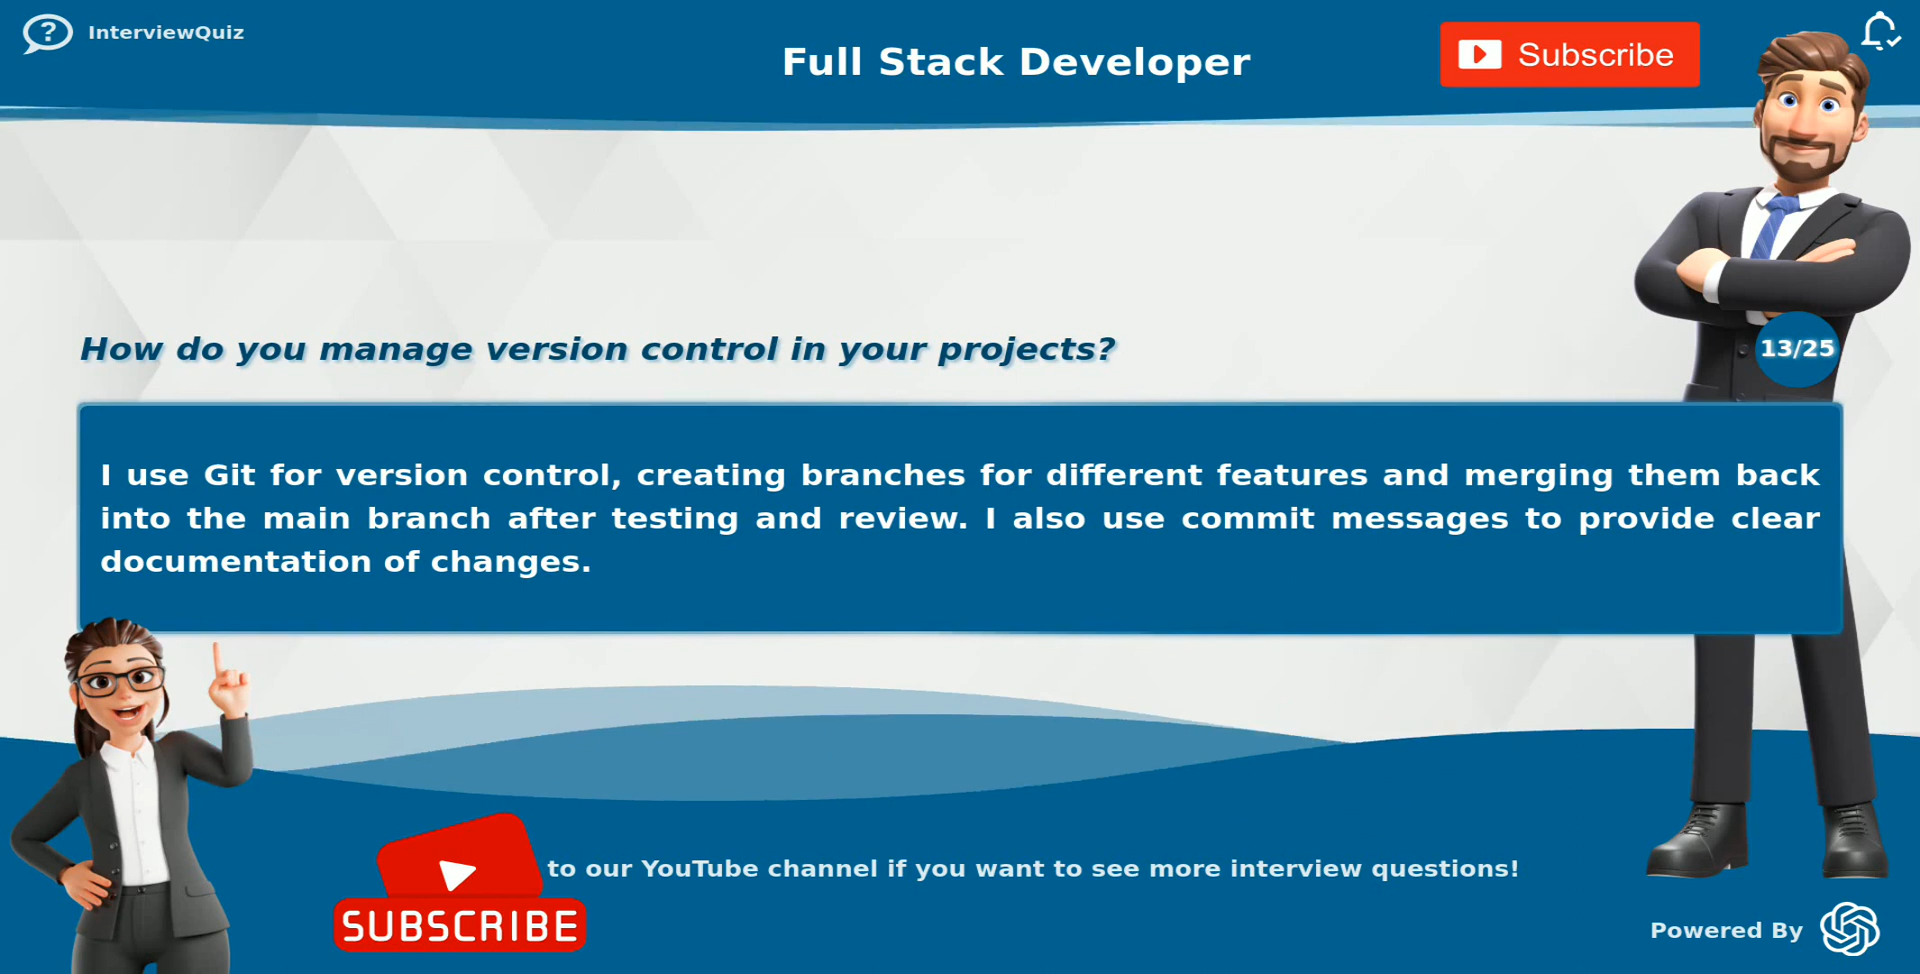 InterviewQuiz
Full Stack Developer
Subscribe
How do you manage version control in your projects?
13/25
I use Git for version control, creating branches for different features and merging them back
into the main branch after testing and review. I also use commit messages to provide clear
documentation of changes.
to our YouTube channel if you want to see more interview questions!
SUBSCRIBE
Powered By